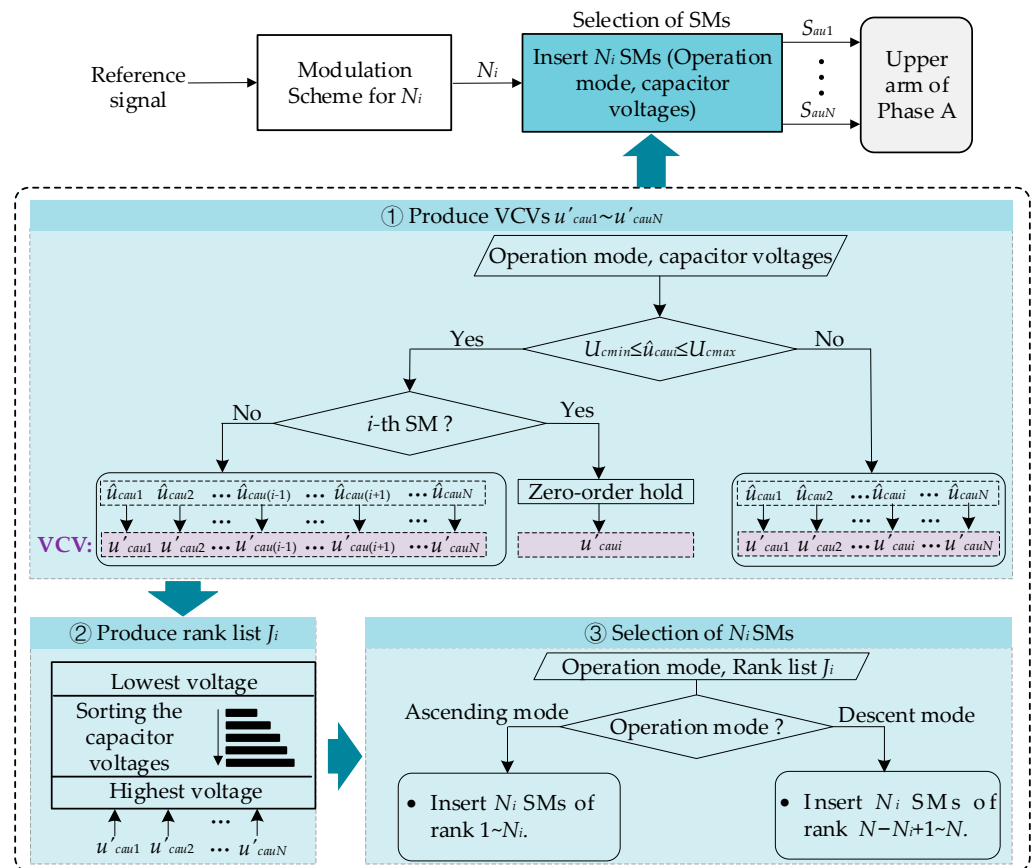 Selection of SMs
Reference
signal
Modulation
Scheme for Ni
Ni
Insert Ni SMs (Operation
mode, capacitor
voltages)
Sau1
SauN
Upper
arm of
Phase A
① Produce VCVs u'cau1~u'cauN
Operation mode, capacitor voltages
Yes
Ucmin≤ûcaui≤Ucmax
No
No
i-th SM ?
Yes
ûcau1 ûcau2 ... ûcau(i-1) ... ûcau(i+1) ... ûcauN
... ...
VCV: u'cau1 u'cau2 ... u'cau(i-1) ... u'cau(i+1) ... u'cauN
Zero-order hold
u'caui
ûcau1 ûcau2 ... ûcaui ... ûcauN
... ...
u'cau1 u'cau2 ... u'caui ... u'cauN
② Produce rank list Ji
Lowest voltage
Sorting the
capacitor
voltages
Highest voltage
...
u'cau1 u'cau2 ... u'cauN
③ Selection of Ni SMs
Operation mode, Rank list Ji
Ascending mode
Operation mode ?
Descent mode
• Insert Ni SMs of
rank 1~Ni.
• Insert Ni SMs of
rank N−Ni+1~N.